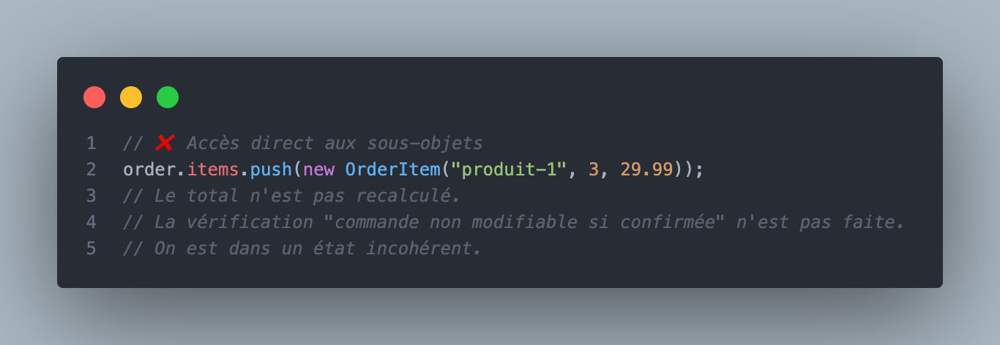 1 // ❌ Accès direct aux sous-objets
2 order.items.push(new OrderItem("produit-1", 3, 29.99));
3 // Le total n'est pas recalculé.
4 // La vérification "commande non modifiable si confirmée" n'est pas faite.
5 // On est dans un état incohérent.